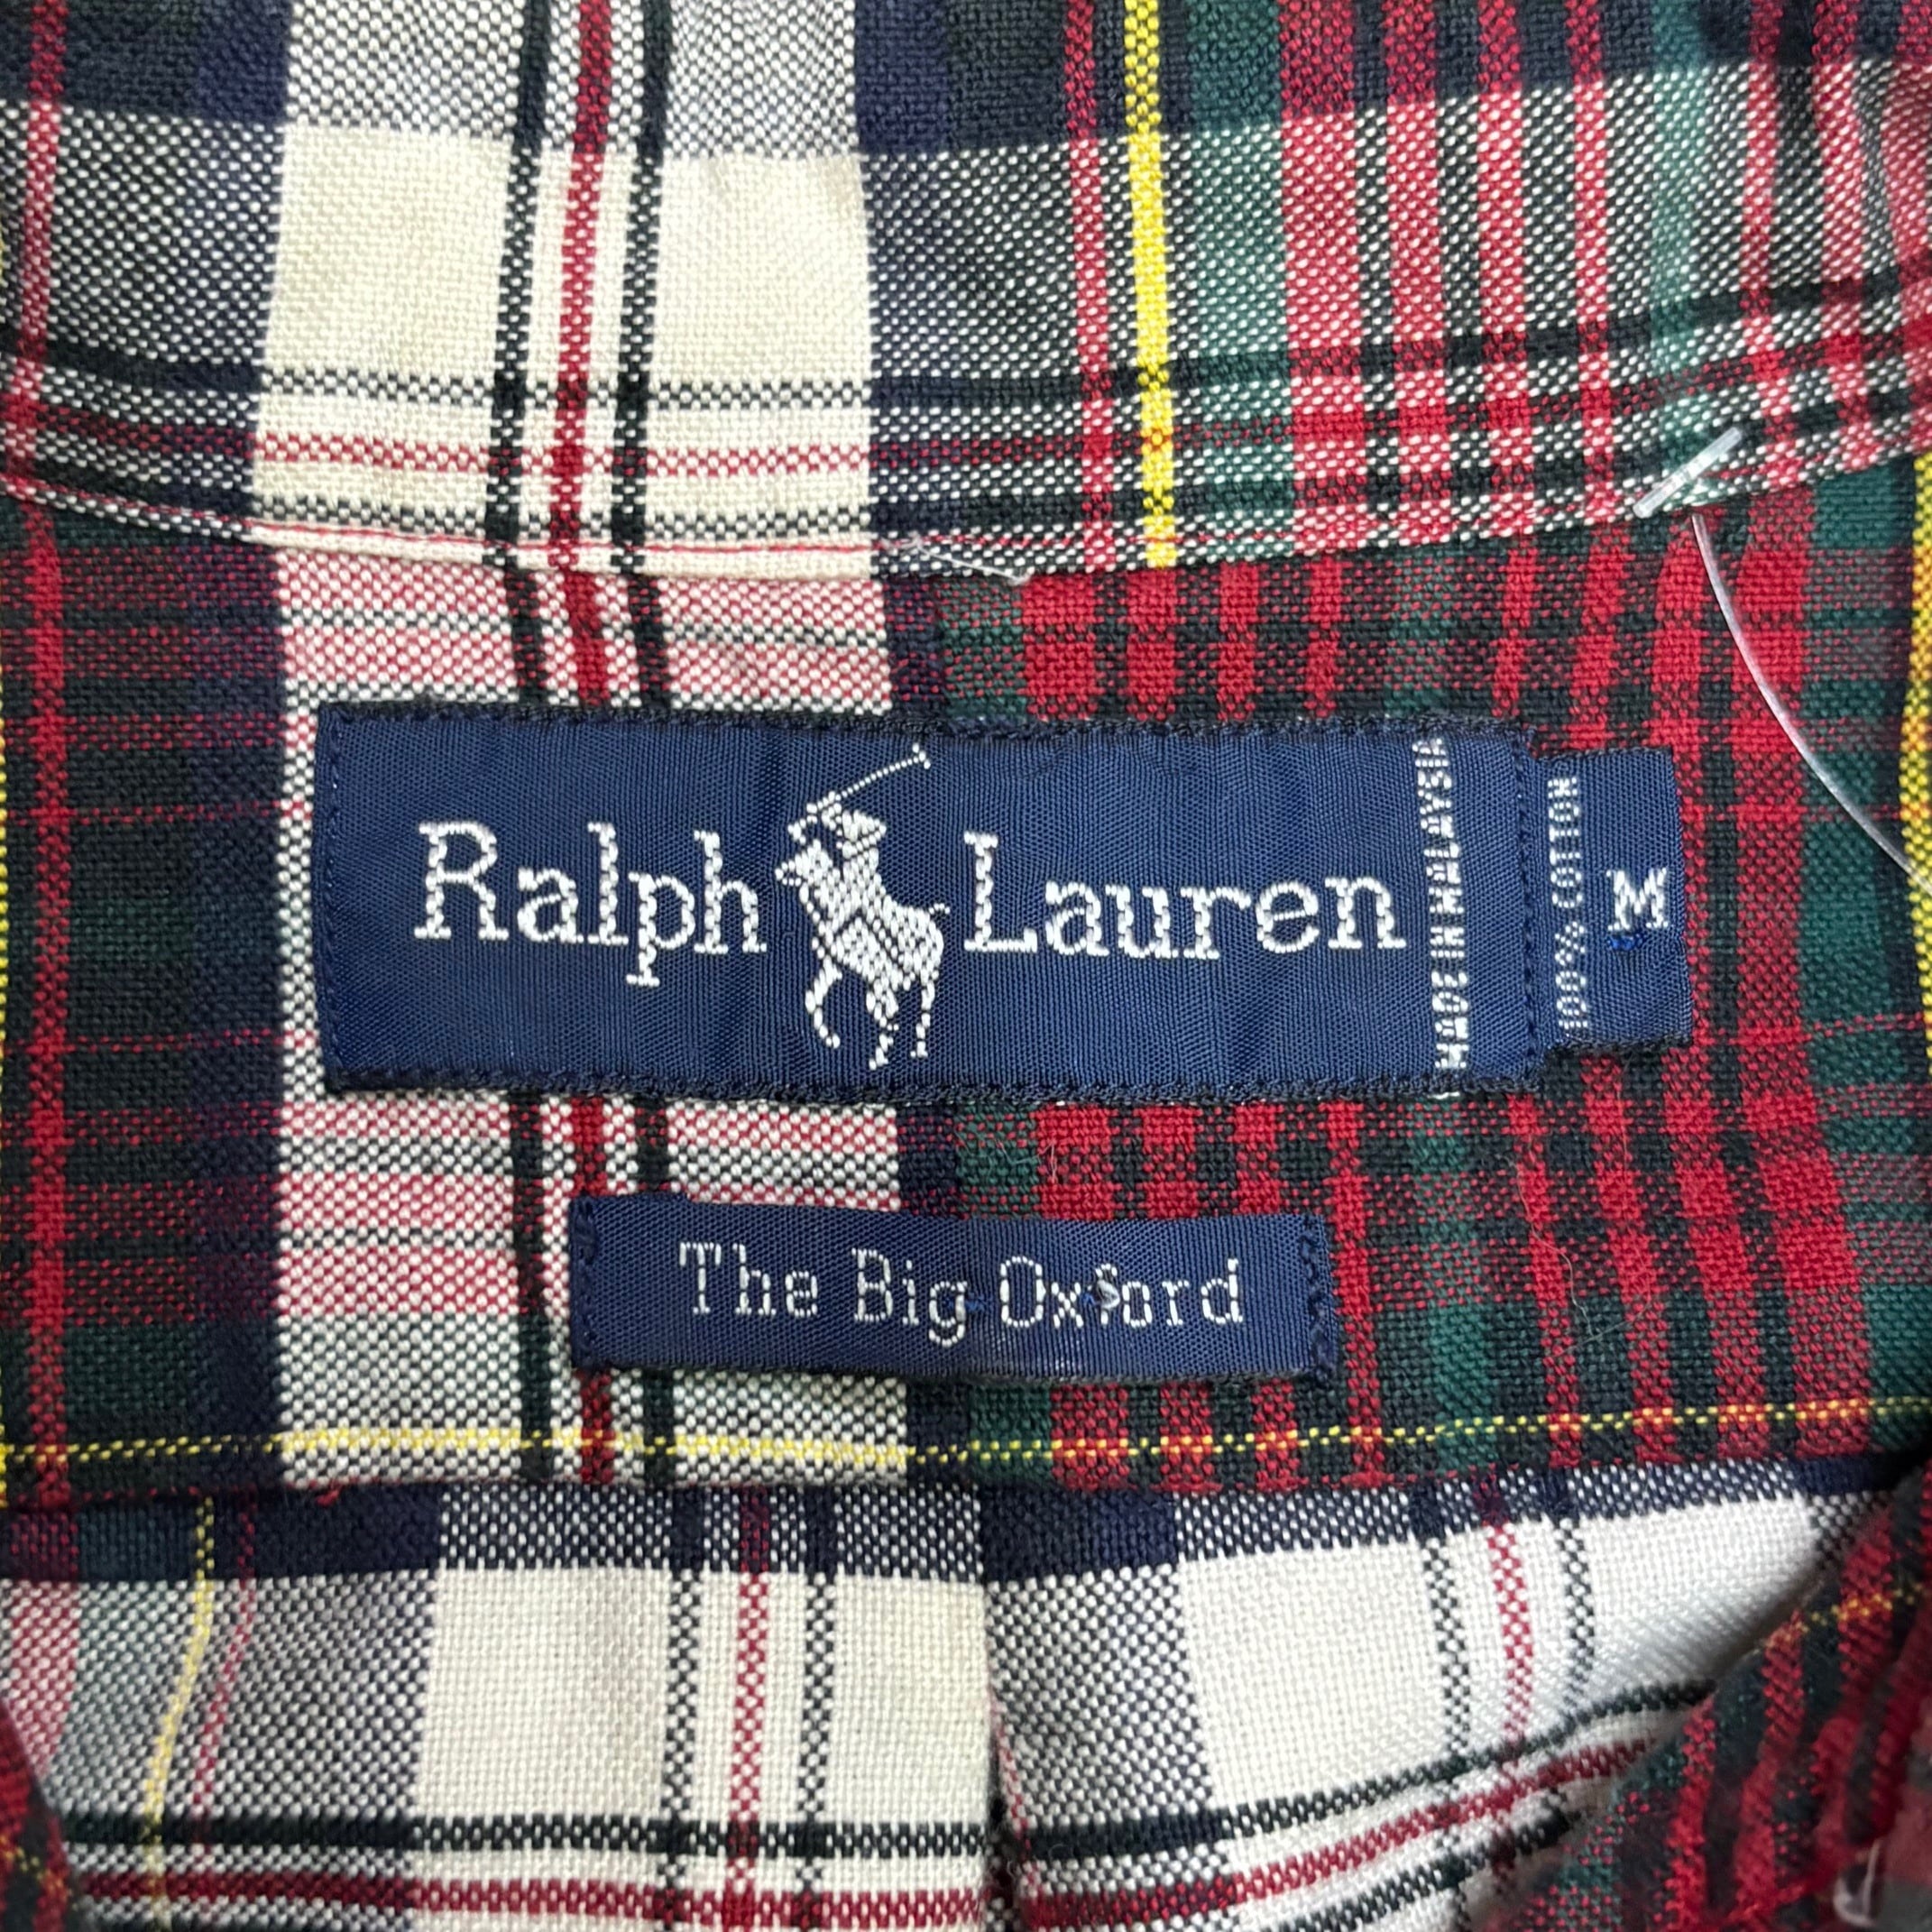 Ralph Lauren
MADE IN MALAYSIA
100% COTTON
M
The Big Oxford